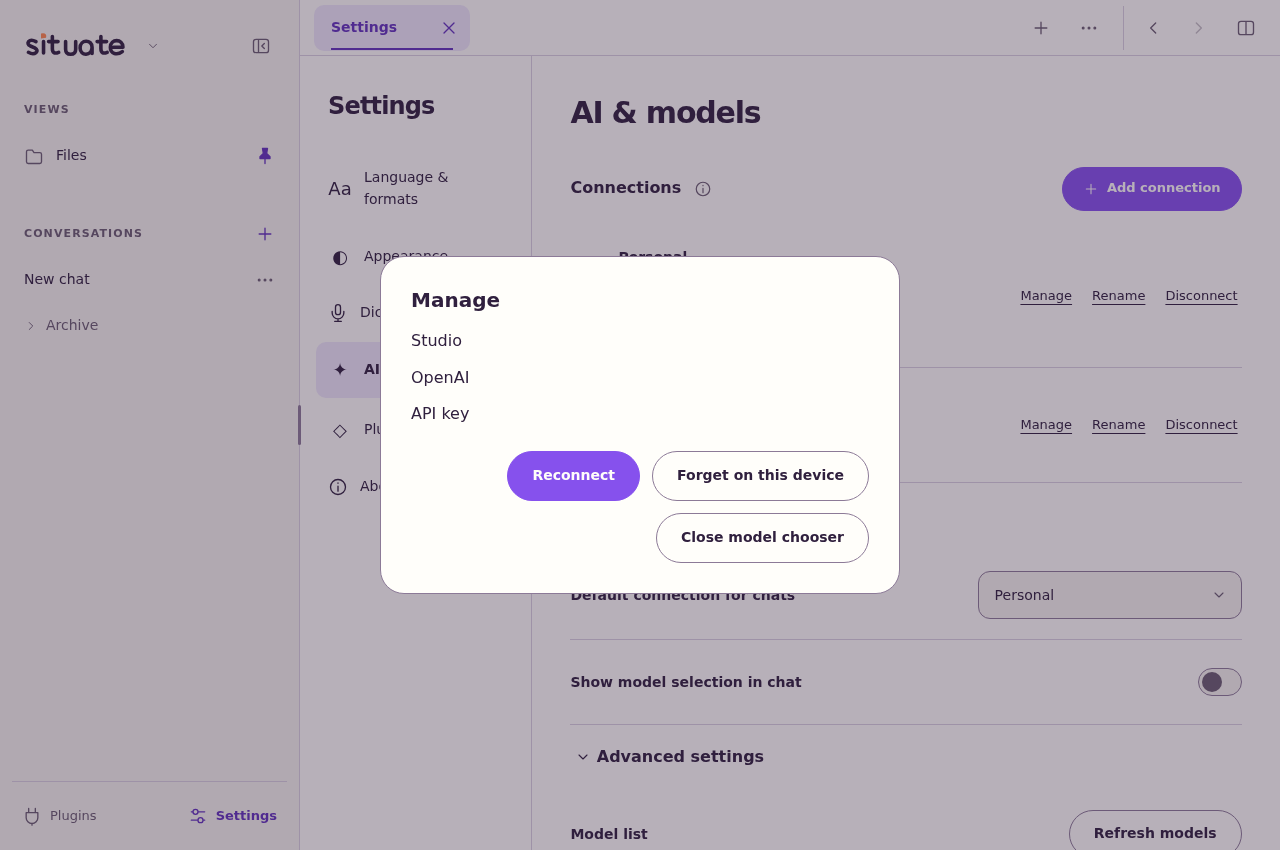 situate
VIEWS
Files
CONVERSATIONS
New chat
Archive
Plugins
Settings
Settings
Settings
Aa Language & formats
Appearance
AI
AI & models
Connections
Add connection
Personal
Manage Rename Disconnect
Manage Rename Disconnect
Manage
Studio
OpenAI
API key
Reconnect
Forget on this device
Close model chooser
Default connection for chats
Personal
Show model selection in chat
Advanced settings
Model list
Refresh models